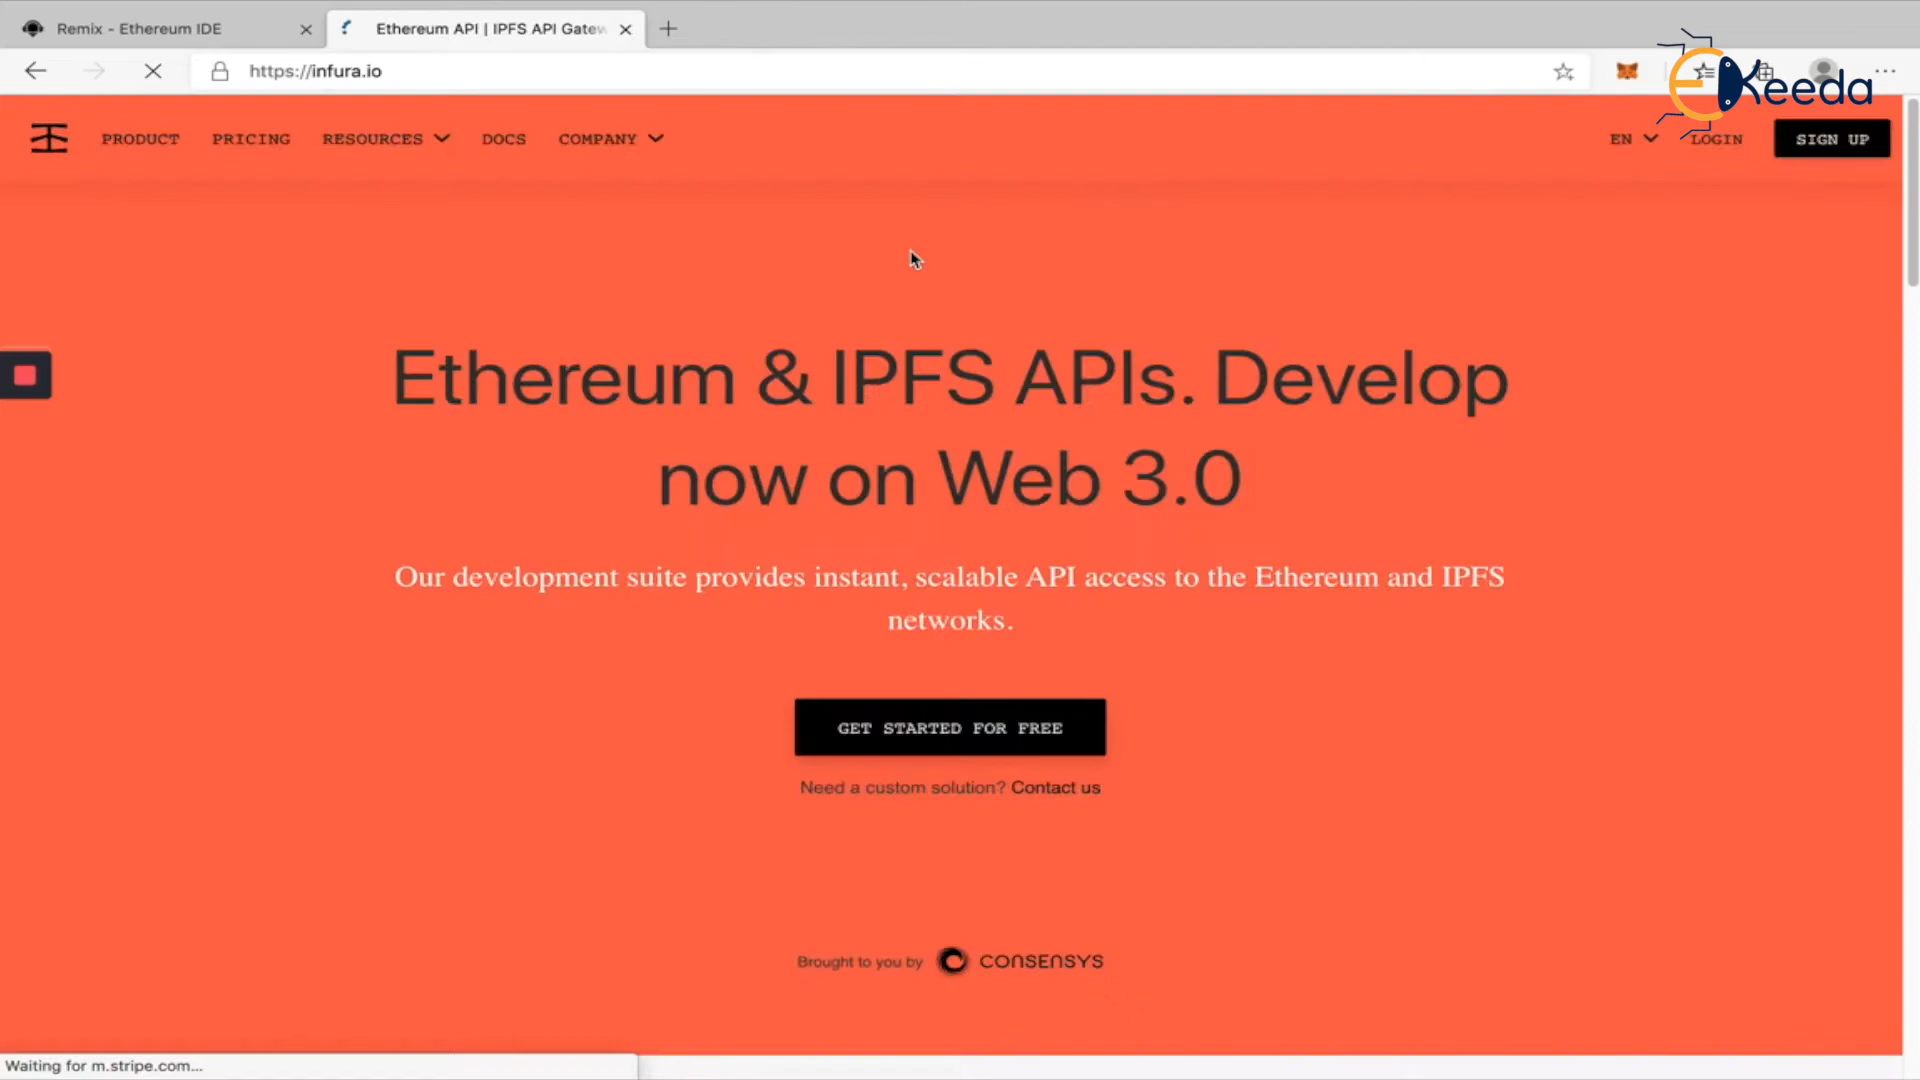 Remix - Ethereum IDE
Ethereum API | IPFS API Gatew
https://infura.io
Keeda
PRODUCT PRICING RESOURCES DOCS COMPANY EN LOGIN SIGN UP
Ethereum & IPFS APIs. Develop
now on Web 3.0
Our development suite provides instant, scalable API access to the Ethereum and IPFS
networks.
GET STARTED FOR FREE
Need a custom solution? Contact us
Brought to you by CONSENSYS
Waiting for m.stripe.com...